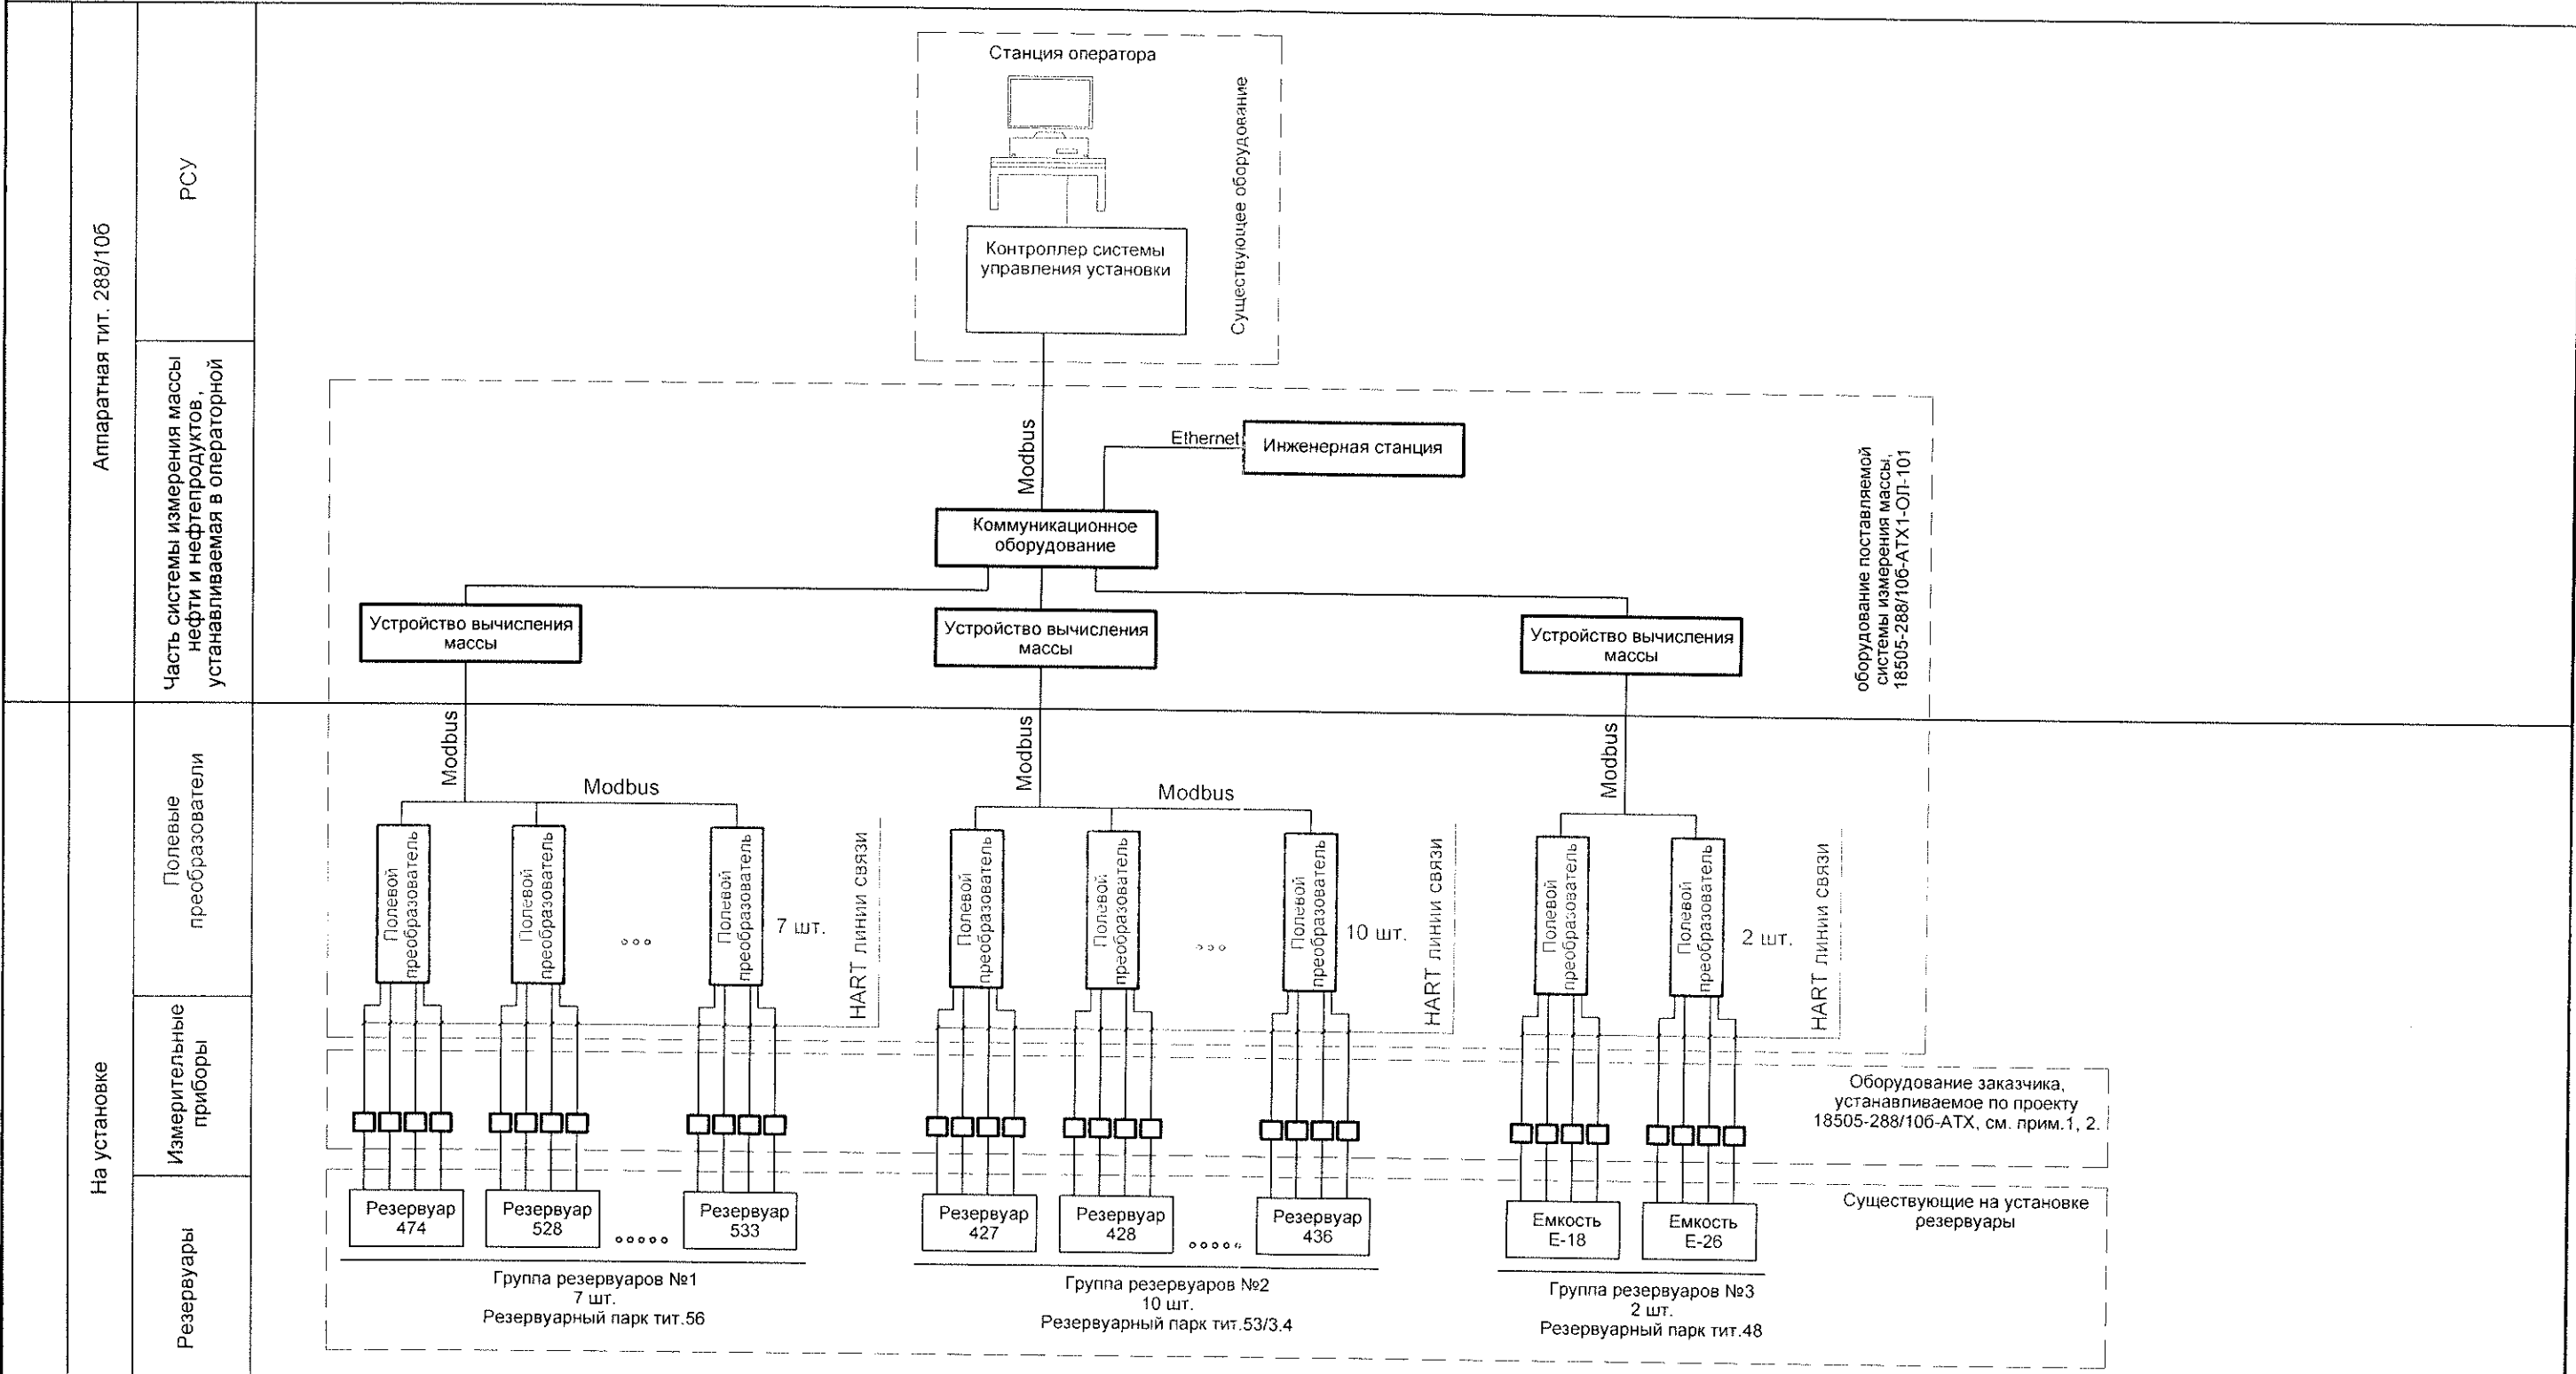 Аппаратная тит. 288/10б
РСУ
Часть системы измерения массы
нефти и нефтепродуктов,
устанавливаемая в операторной
На установке
Полевые
преобразователи
Измерительные
приборы
Резервуары
Станция оператора
Контроллер системы
управления установки
Существующее оборудование
Modbus
Ethernet
Инженерная станция
Коммуникационное
оборудование
оборудование поставляемой
системы измерения массы,
18505-288/10б-АТХ1-ОЛ-101
Устройство вычисления
массы
Устройство вычисления
массы
Устройство вычисления
массы
Modbus
Modbus
Modbus
Modbus
Modbus
Полевой
преобразователь
Полевой
преобразователь
Полевой
преобразователь
7 шт.
HART линии связи
Полевой
преобразователь
Полевой
преобразователь
Полевой
преобразователь
10 шт.
HART линии связи
Полевой
преобразователь
Полевой
преобразователь
2 шт.
HART линии связи
Оборудование заказчика,
устанавливаемое по проекту
18505-288/10б-АТХ, см. прим.1, 2.
Резервуар
474
Резервуар
528
Резервуар
533
Резервуар
427
Резервуар
428
Резервуар
436
Емкость
Е-18
Емкость
Е-26
Существующие на установке
резервуары
Группа резервуаров №1
7 шт.
Резервуарный парк тит.56
Группа резервуаров №2
10 шт.
Резервуарный парк тит.53/3.4
Группа резервуаров №3
2 шт.
Резервуарный парк тит.48